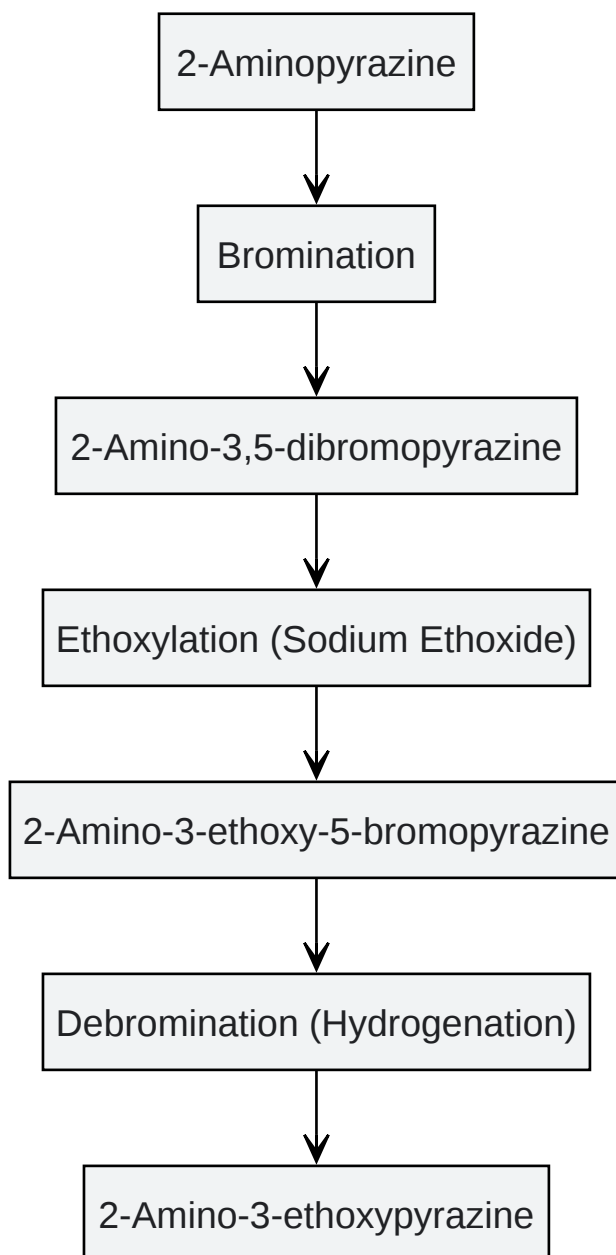 2-Aminopyrazine
Bromination
2-Amino-3,5-dibromopyrazine
Ethoxylation (Sodium Ethoxide)
2-Amino-3-ethoxy-5-bromopyrazine
Debromination (Hydrogenation)
2-Amino-3-ethoxypyrazine